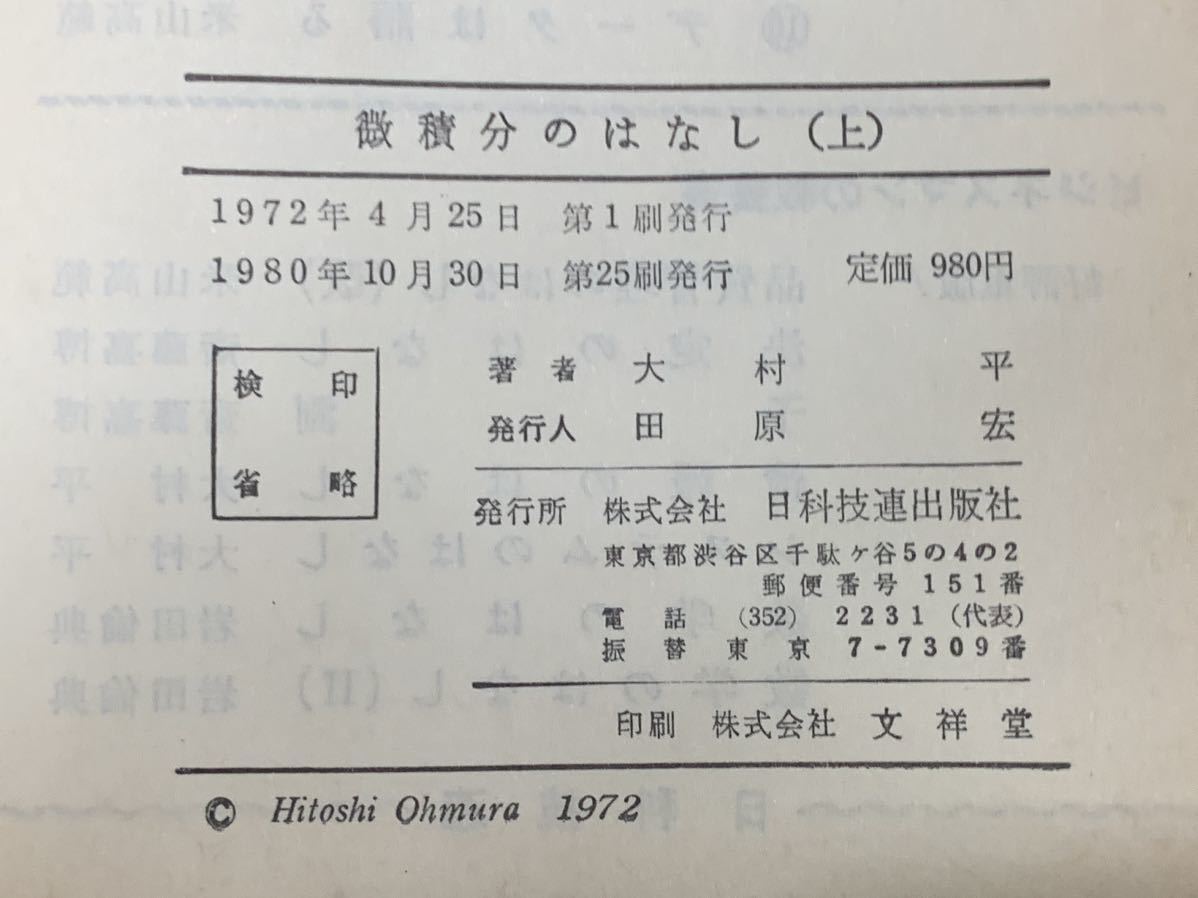 微積分のはなし（上）
1972年4月25日 第1刷発行
1980年10月30日 第25刷発行 定価 980円
検印
省略
著者 大村平
発行人 田原宏
発行所 株式会社 日科技連出版社
東京都渋谷区千駄ヶ谷5の4の2
郵便番号 151番
電話 (352) 2231 (代表)
振替東京 7-7309番
印刷 株式会社 文祥堂
© Hitoshi Ohmura 1972